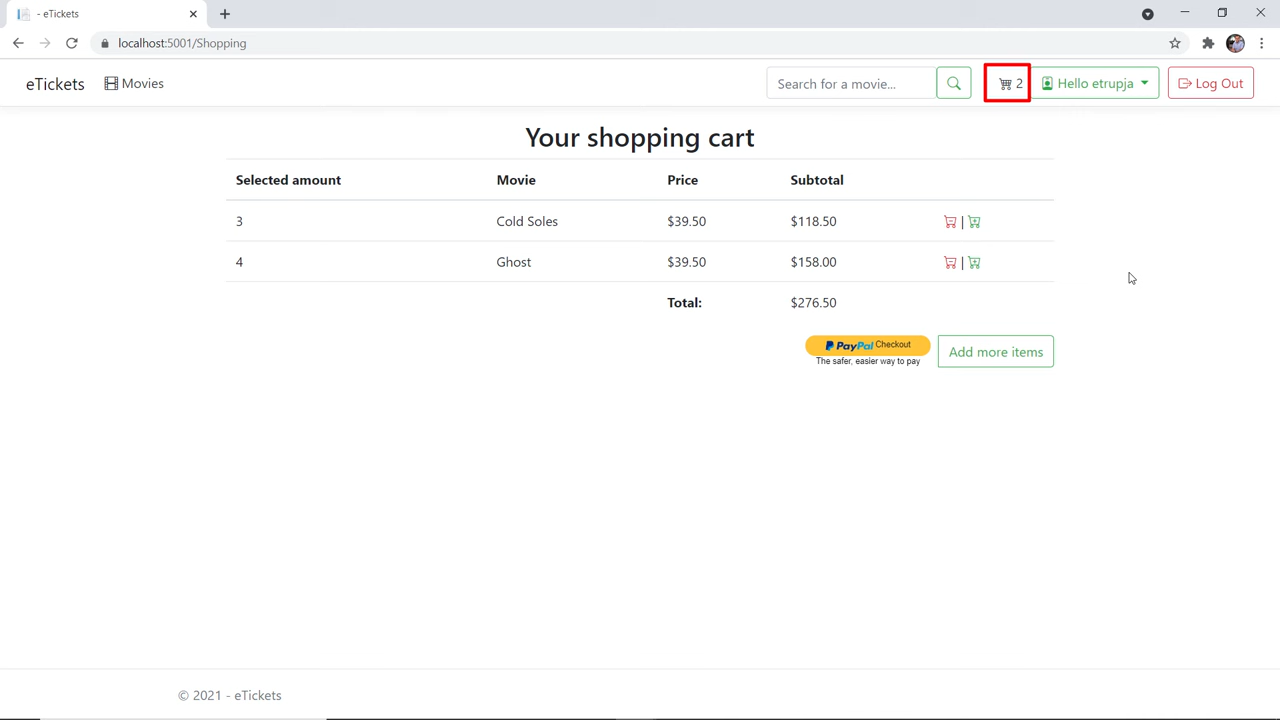 - eTickets
localhost:5001/Shopping
eTickets Movies Search for a movie... 2 Hello etrupja Log Out
Your shopping cart
Selected amount Movie Price Subtotal
3 Cold Soles $39.50 $118.50 |
4 Ghost $39.50 $158.00 |
Total: $276.50
PayPal Checkout Add more items
The safer, easier way to pay
© 2021 - eTickets